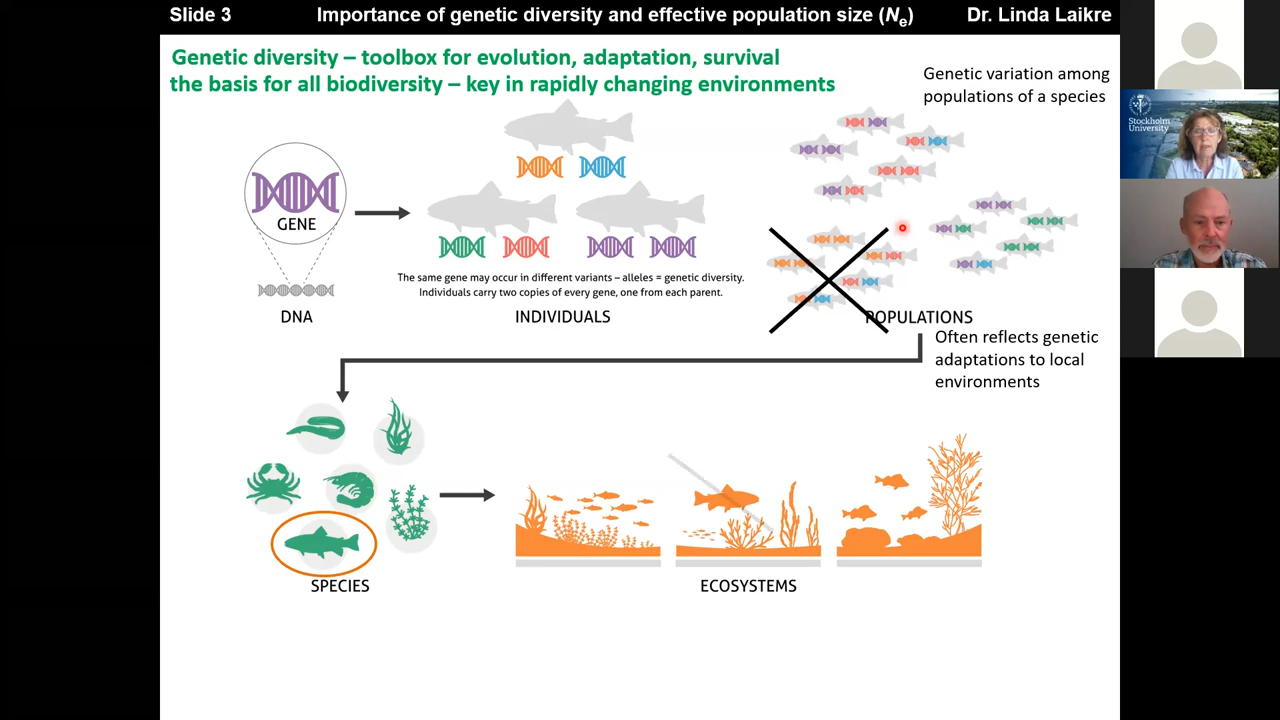 Slide 3 Importance of genetic diversity and effective population size (Ne) Dr. Linda Laikre
Genetic diversity – toolbox for evolution, adaptation, survival
the basis for all biodiversity – key in rapidly changing environments
Genetic variation among
populations of a species
Stockholm
University
GENE
The same gene may occur in different variants – alleles = genetic diversity.
Individuals carry two copies of every gene, one from each parent.
DNA
INDIVIDUALS
POPULATIONS
Often reflects genetic
adaptations to local
environments
SPECIES
ECOSYSTEMS